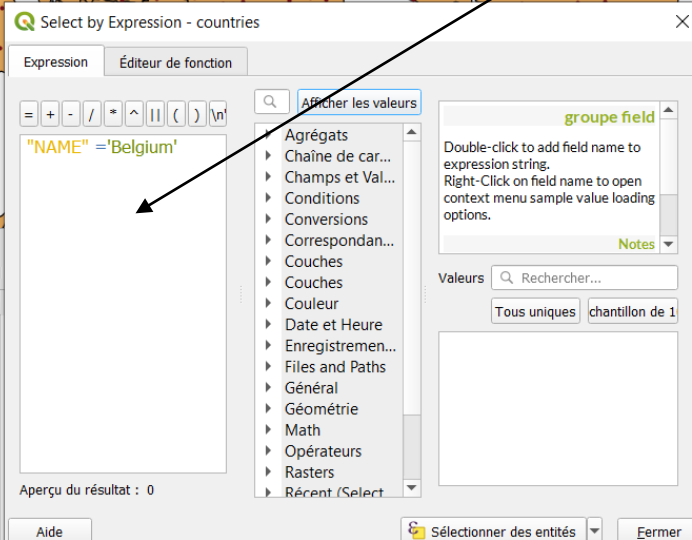 Select by Expression - countries
Expression
Éditeur de fonction
= + - / * ^ || ( ) \n'
"NAME" ='Belgium'
Aperçu du résultat : 0
Afficher les valeurs
Agrégats
Chaîne de car...
Champs et Val...
Conditions
Conversions
Correspondan...
Couches
Couches
Couleur
Date et Heure
Enregistremen...
Files and Paths
Général
Géométrie
Math
Opérateurs
Rasters
Récent (Select
groupe field
Double-click to add field name to
expression string.
Right-Click on field name to open
context menu sample value loading
options.
Notes
Valeurs
Rechercher...
Tous uniques
chantillon de 1
Aide
Sélectionner des entités
Fermer